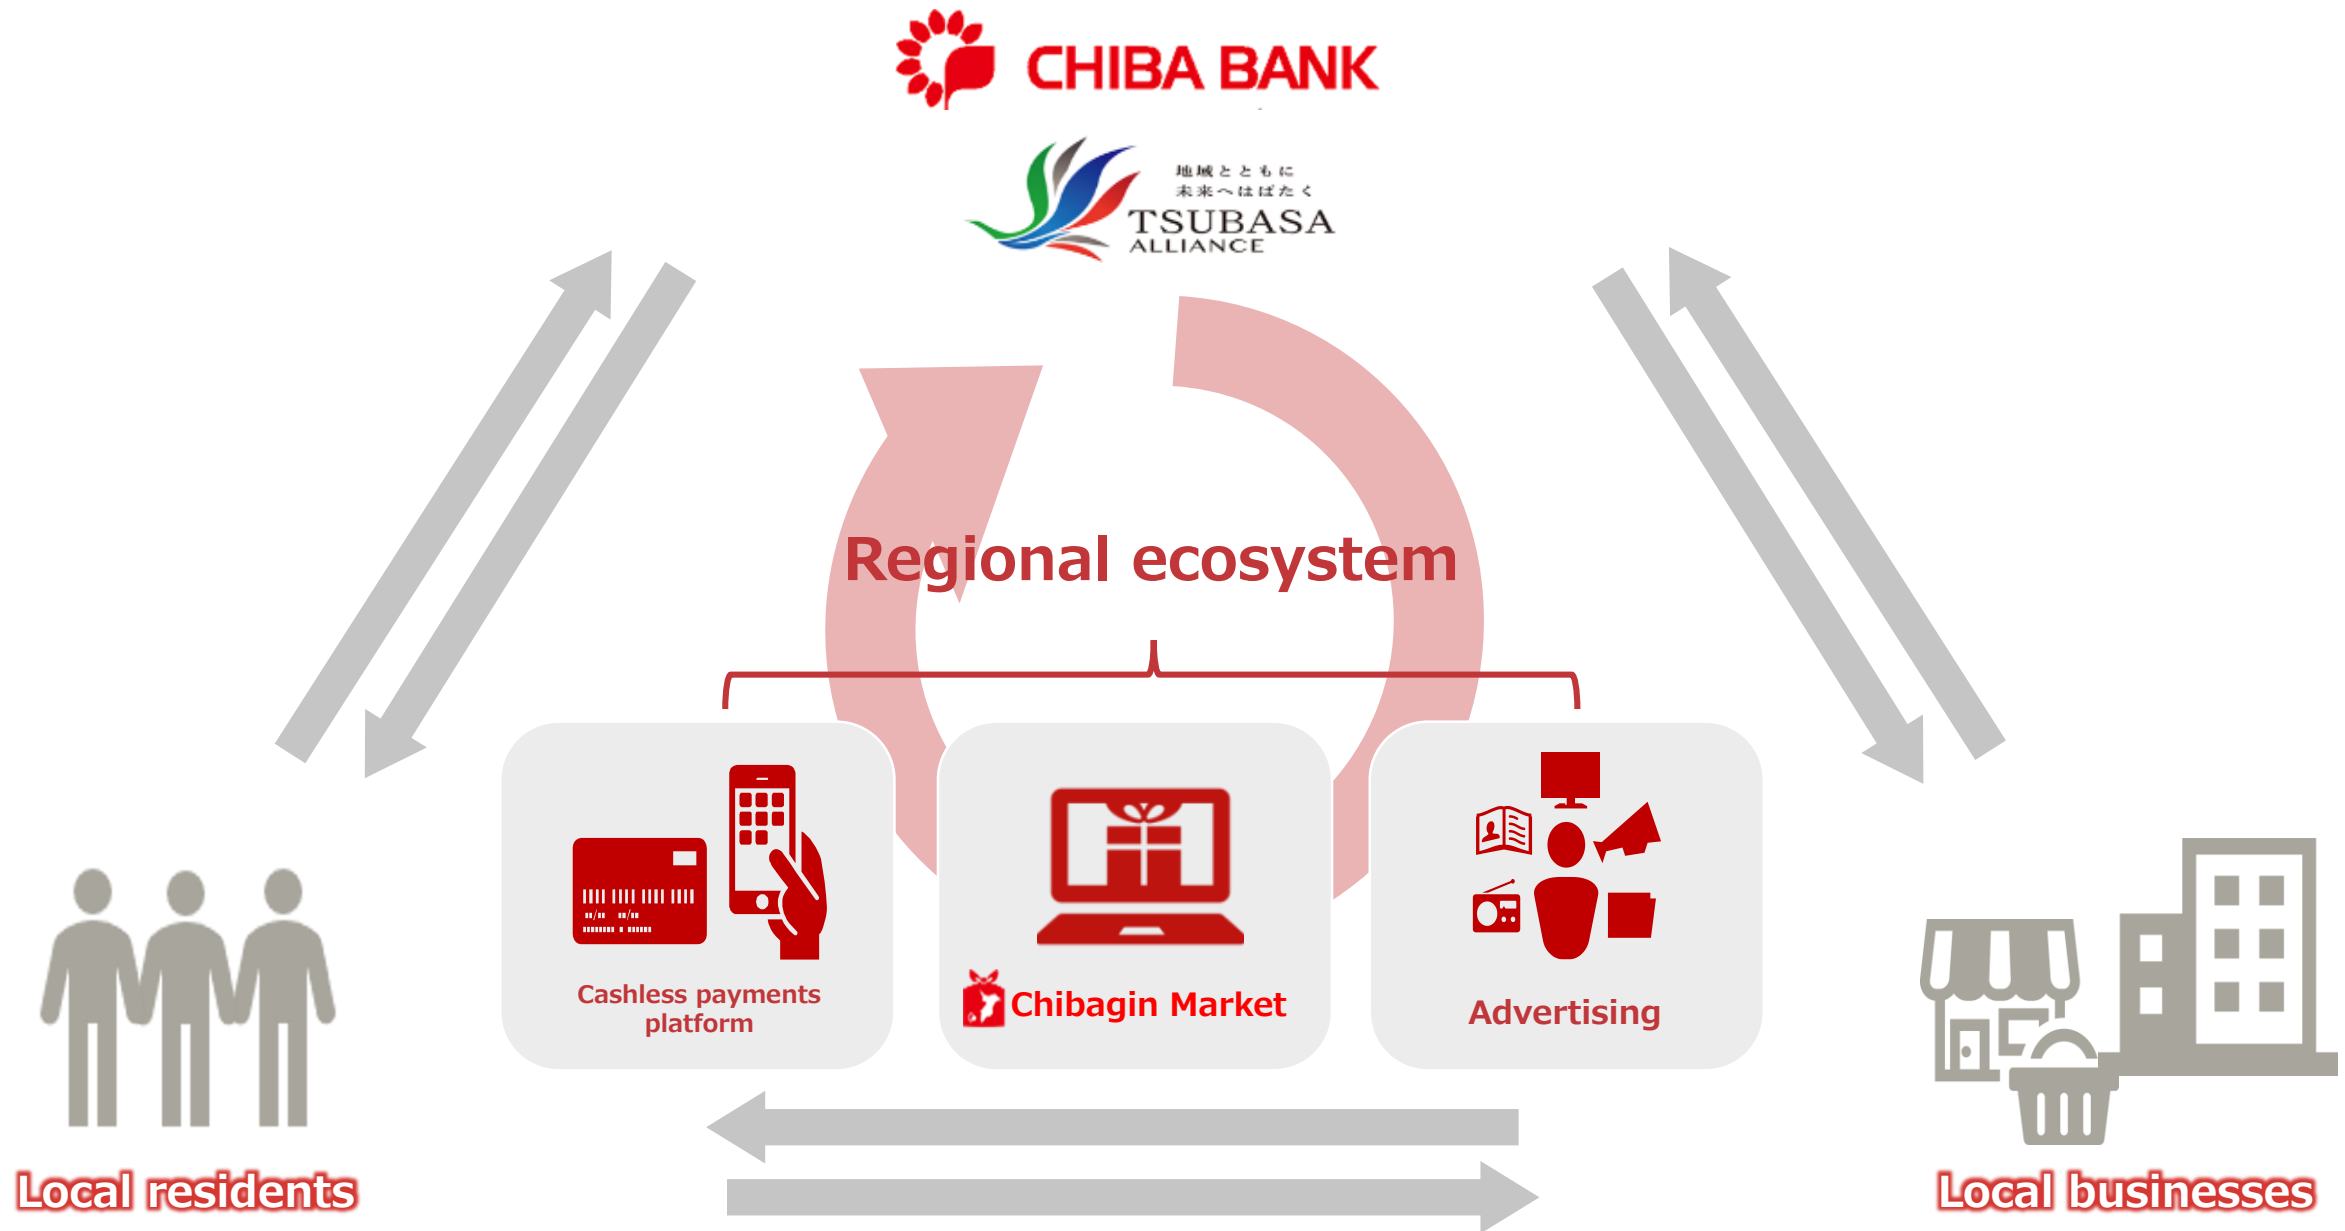 CHIBA BANK
地域とともに
未来へはばたく
TSUBASA
ALLIANCE
Regional ecosystem
Cashless payments
platform
Chibagin Market
Advertising
Local residents
Local businesses